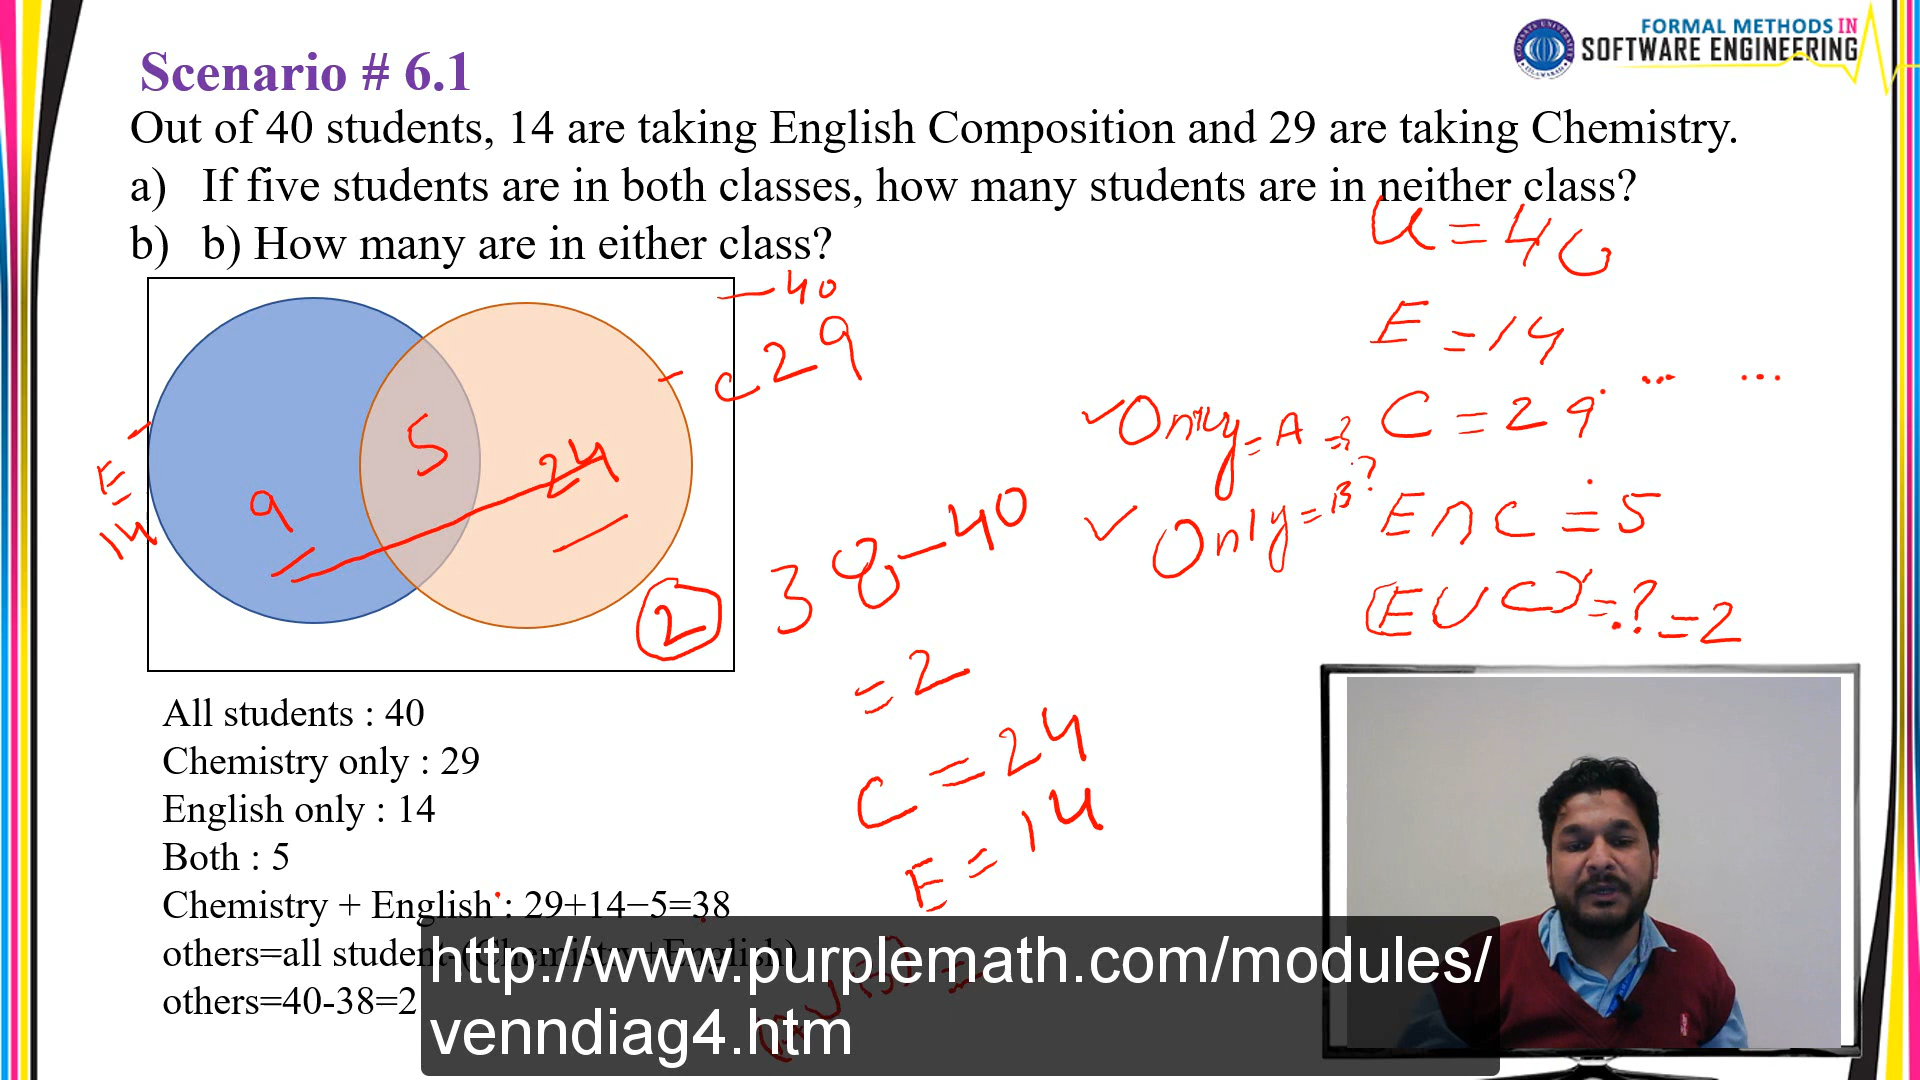 FORMAL METHODS IN
SOFTWARE ENGINEERING
Scenario # 6.1
Out of 40 students, 14 are taking English Composition and 29 are taking Chemistry.
a) If five students are in both classes, how many students are in neither class?
b) b) How many are in either class?
U = 40
— 40
E = 14
C 29
C = 29
✓ Only = A = ?
✓ Only = B ?
E ∩ C = 5
E
14
9
5
24
2
38 – 40
= 2
(E ∪ C)' = ? = 2
C = 24
E = 14
All students : 40
Chemistry only : 29
English only : 14
Both : 5
Chemistry + English : 29+14−5=38
others=all student-(Chemistry+English)
others=40-38=2
http://www.purplemath.com/modules/
venndiag4.htm